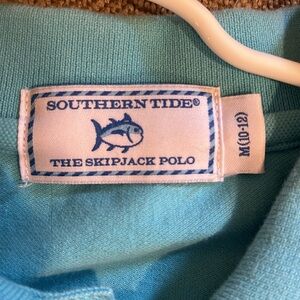 SOUTHERN TIDE®
THE SKIPJACK POLO
M(10-12)